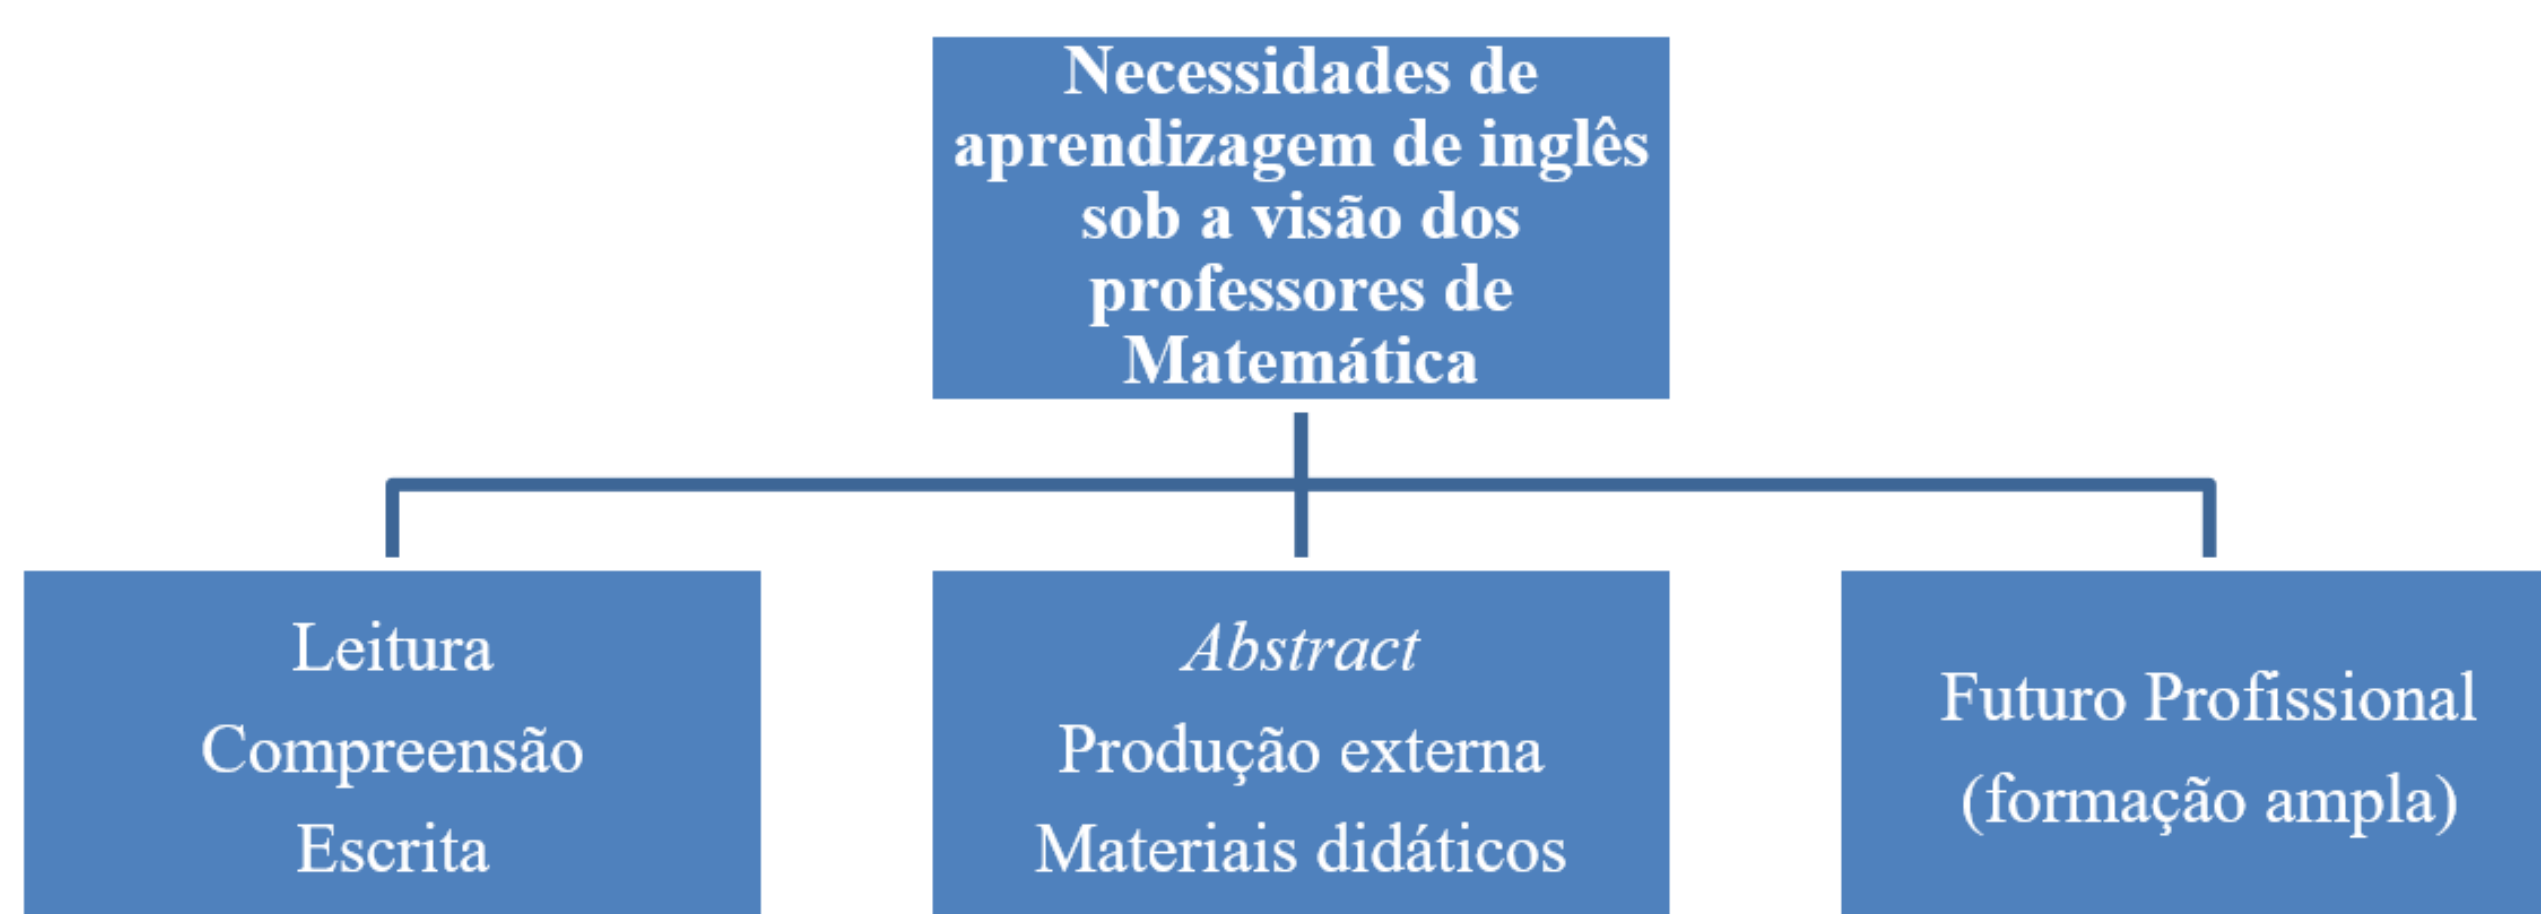 Necessidades de
aprendizagem de inglês
sob a visão dos
professores de
Matemática
Leitura
Compreensão
Escrita
Abstract
Produção externa
Materiais didáticos
Futuro Profissional
(formação ampla)